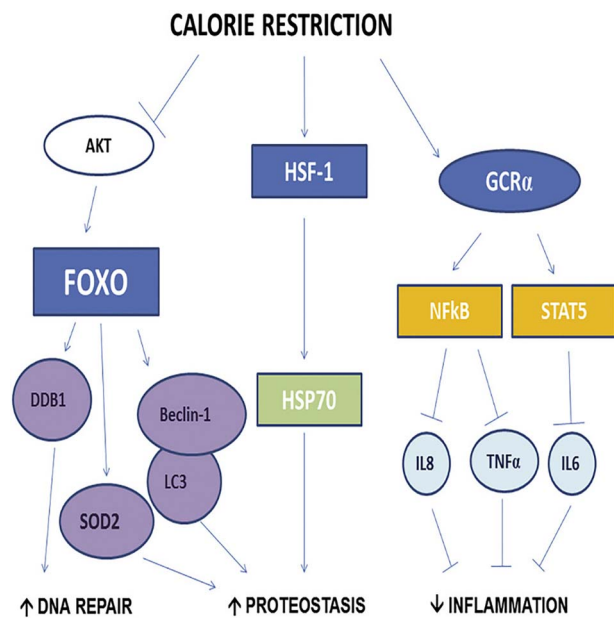 CALORIE RESTRICTION
AKT
HSF-1
GCRα
FOXO
NFkB
STAT5
DDB1
Beclin-1
HSP70
LC3
IL8
TNFα
IL6
SOD2
↑ DNA REPAIR
↑ PROTEOSTASIS
↓ INFLAMMATION